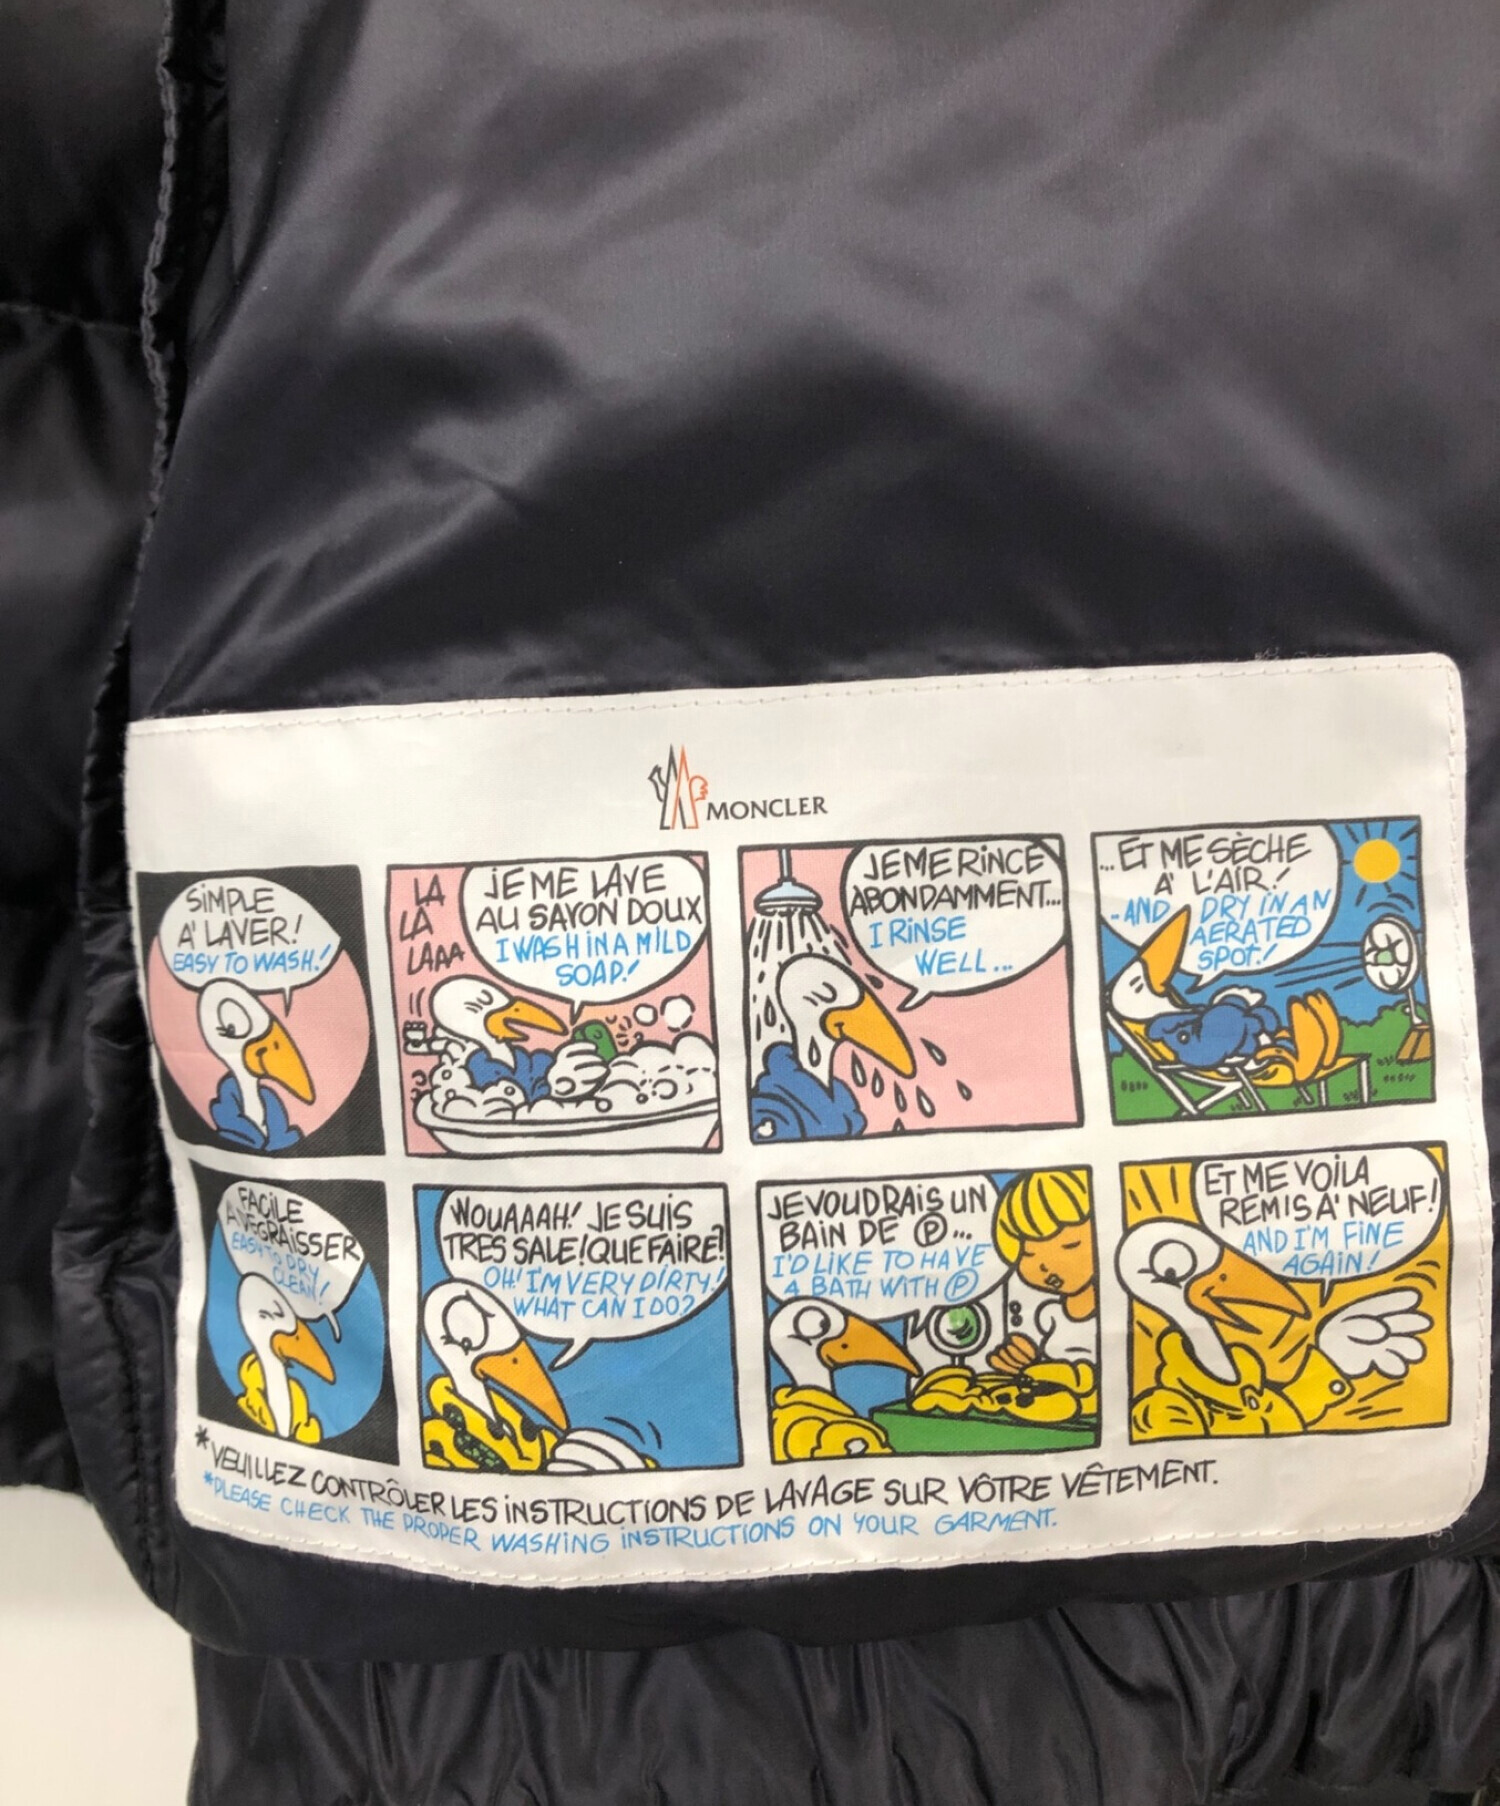 MONCLER
SIMPLE
A' LAVER!
EASY TO WASH!
LA
LÀ
LAAA
JE ME LAVE
AU SAVON DOUX
I WASH IN A MILD
SOAP!
JE ME RINCE
ABONDAMMENT...
I RINSE
WELL...
... ET ME SÈCHE
A' L'AIR!
.. AND DRY IN AN
AERATED
SPOT!
FACILE
A DEGRAISSER
EASY TO DRY
CLEAN!
WOUAAAH! JE SUIS
TRES SALE! QUE FAIRE?
OH! I'M VERY DIRTY!
WHAT CAN I DO?
JE VOUDRAIS UN
BAIN DE Ⓟ...
I'D LIKE TO HAVE
A BATH WITH Ⓟ
ET ME VOILA
REMIS A' NEUF!
AND I'M FINE
AGAIN!
*VEUILLEZ CONTRÔLER LES INSTRUCTIONS DE LAVAGE SUR VÔTRE VÊTEMENT.
*PLEASE CHECK THE PROPER WASHING INSTRUCTIONS ON YOUR GARMENT.